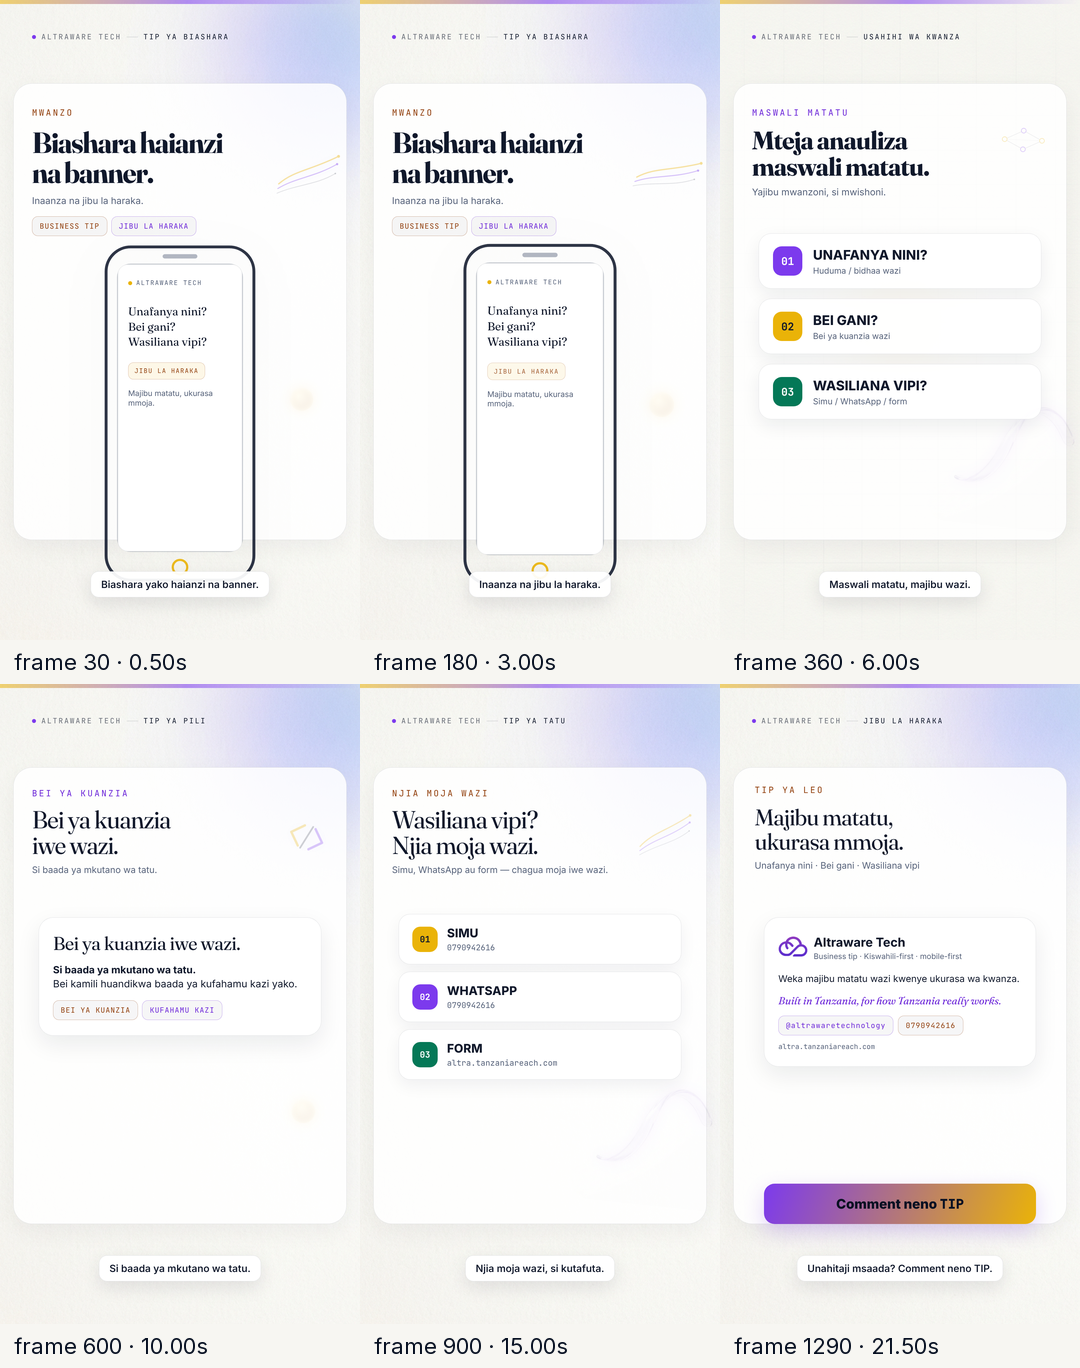 ALTRAWARE TECH — TIP YA BIASHARA
MWANZO
Biashara haianzi
na banner.
Inaanza na jibu la haraka.
BUSINESS TIP
JIBU LA HARAKA
ALTRAWARE TECH
Unafanya nini?
Bei gani?
Wasiliana vipi?
JIBU LA HARAKA
Majibu matatu, ukurasa
mmoja.
Biashara yako haianzi na banner.
frame 30 · 0.50s
ALTRAWARE TECH — TIP YA BIASHARA
MWANZO
Biashara haianzi
na banner.
Inaanza na jibu la haraka.
BUSINESS TIP
JIBU LA HARAKA
ALTRAWARE TECH
Unafanya nini?
Bei gani?
Wasiliana vipi?
JIBU LA HARAKA
Majibu matatu, ukurasa
mmoja.
Inaanza na jibu la haraka.
frame 180 · 3.00s
ALTRAWARE TECH — USAHIHI WA KWANZA
MASWALI MATATU
Mteja anauliza
maswali matatu.
Yajibu mwanzoni, si mwishoni.
01
UNAFANYA NINI?
Huduma / bidhaa wazi
02
BEI GANI?
Bei ya kuanzia wazi
03
WASILIANA VIPI?
Simu / WhatsApp / form
Maswali matatu, majibu wazi.
frame 360 · 6.00s
ALTRAWARE TECH — TIP YA PILI
BEI YA KUANZIA
Bei ya kuanzia
iwe wazi.
Si baada ya mkutano wa tatu.
Bei ya kuanzia iwe wazi.
Si baada ya mkutano wa tatu.
Bei kamili huandikwa baada ya kufahamu kazi yako.
BEI YA KUANZIA
KUFAHAMU KAZI
Si baada ya mkutano wa tatu.
frame 600 · 10.00s
ALTRAWARE TECH — TIP YA TATU
NJIA MOJA WAZI
Wasiliana vipi?
Njia moja wazi.
Simu, WhatsApp au form — chagua moja iwe wazi.
01
SIMU
0790942616
02
WHATSAPP
0790942616
03
FORM
altra.tanzaniareach.com
Njia moja wazi, si kutafuta.
frame 900 · 15.00s
ALTRAWARE TECH — JIBU LA HARAKA
TIP YA LEO
Majibu matatu,
ukurasa mmoja.
Unafanya nini · Bei gani · Wasiliana vipi
Altraware Tech
Business tip · Kiswahili-first · mobile-first
Weka majibu matatu wazi kwenye ukurasa wa kwanza.
Built in Tanzania, for how Tanzania really works.
@altrawaretechnology
0790942616
altra.tanzaniareach.com
Comment neno TIP
Unahitaji msaada? Comment neno TIP.
frame 1290 · 21.50s